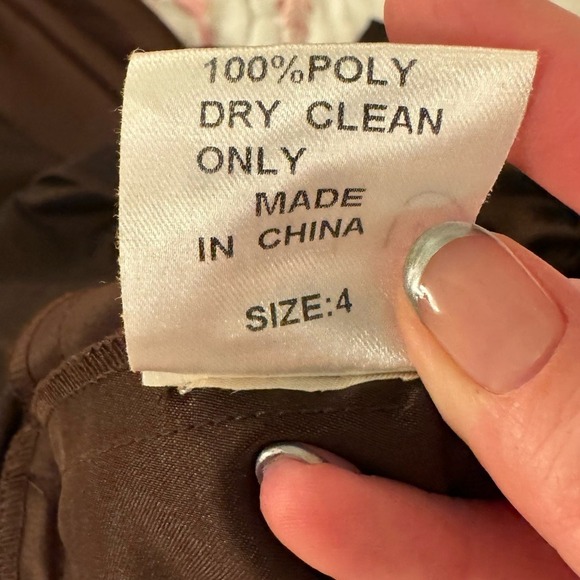 100%POLY
DRY CLEAN
ONLY
MADE
IN CHINA
SIZE:4